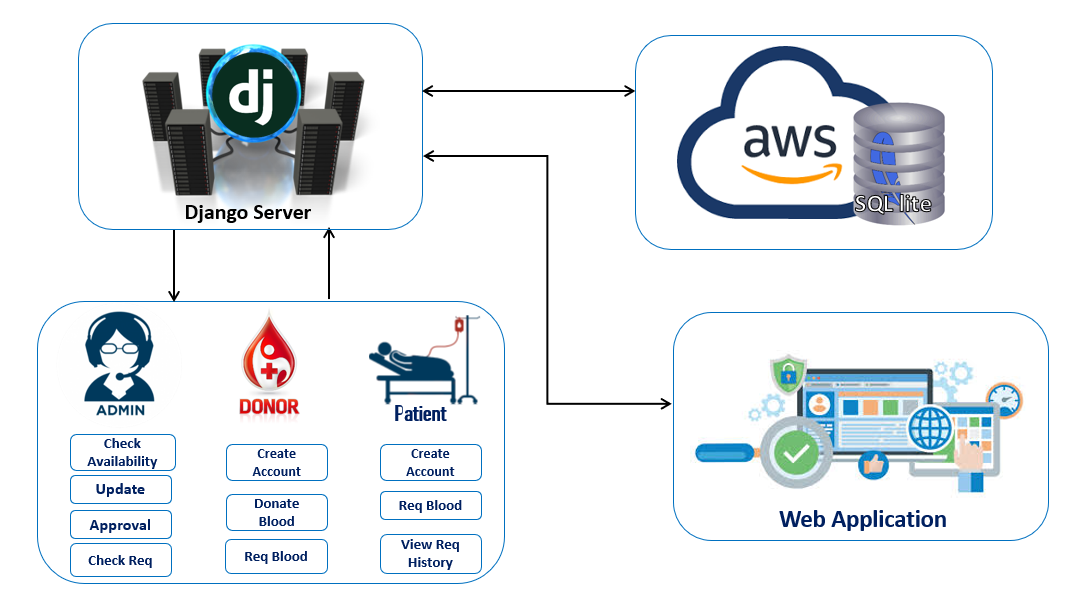 dj
Django Server
aws
SQL lite
ADMIN
DONOR
Patient
Check
Availability
Update
Approval
Check Req
Create
Account
Donate
Blood
Req Blood
Create
Account
Req Blood
View Req
History
Web Application